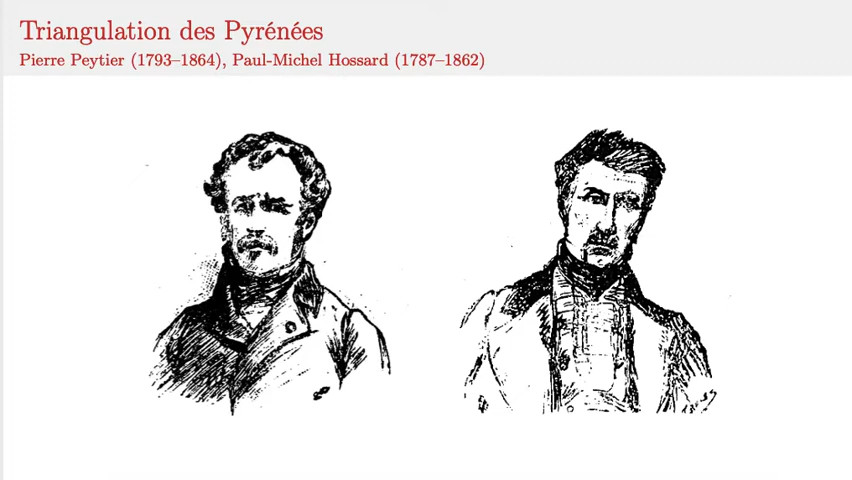 Triangulation des Pyrénées
Pierre Peytier (1793–1864), Paul-Michel Hossard (1787–1862)